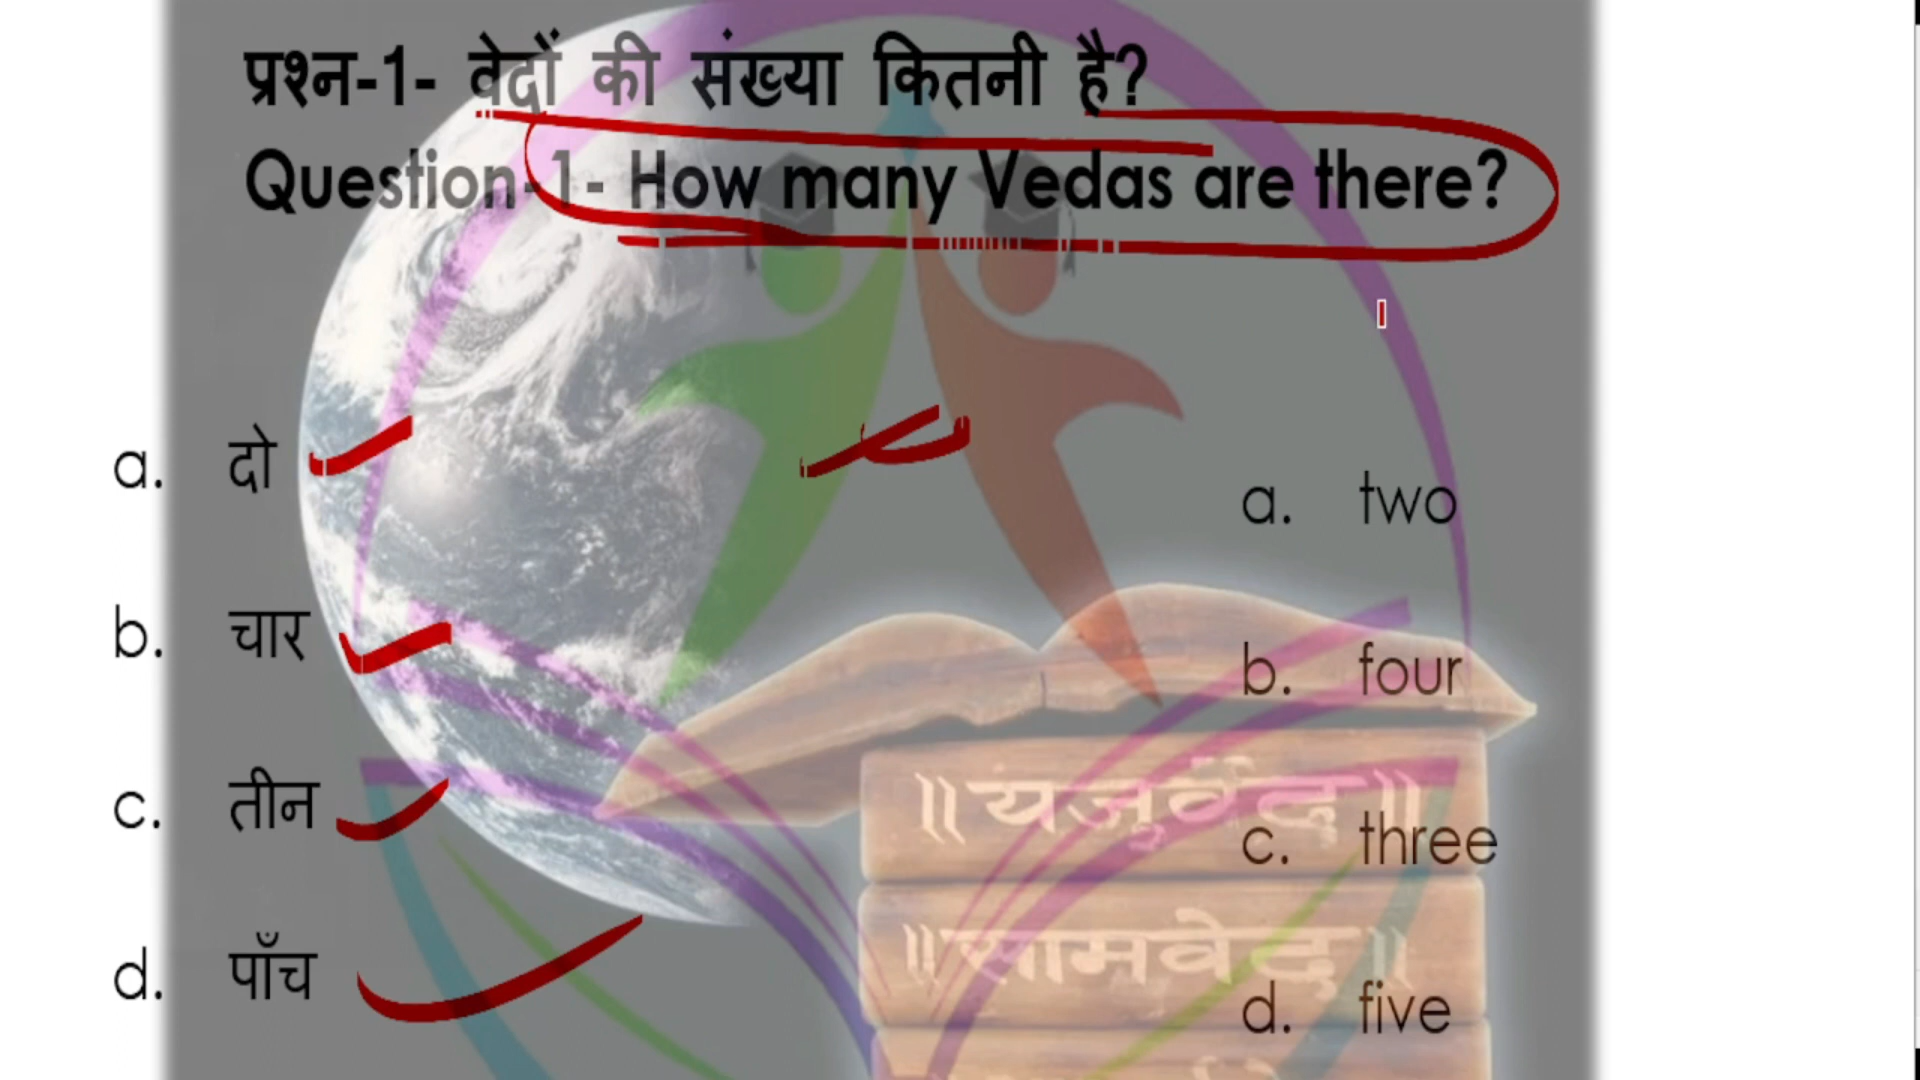 प्रश्न-1- वेदों की संख्या कितनी है?
Question-1- How many Vedas are there?
a. दो
b. चार
c. तीन
d. पाँच
a. two
b. four
c. three
d. five
॥यजुर्वेद॥
॥सामवेद॥